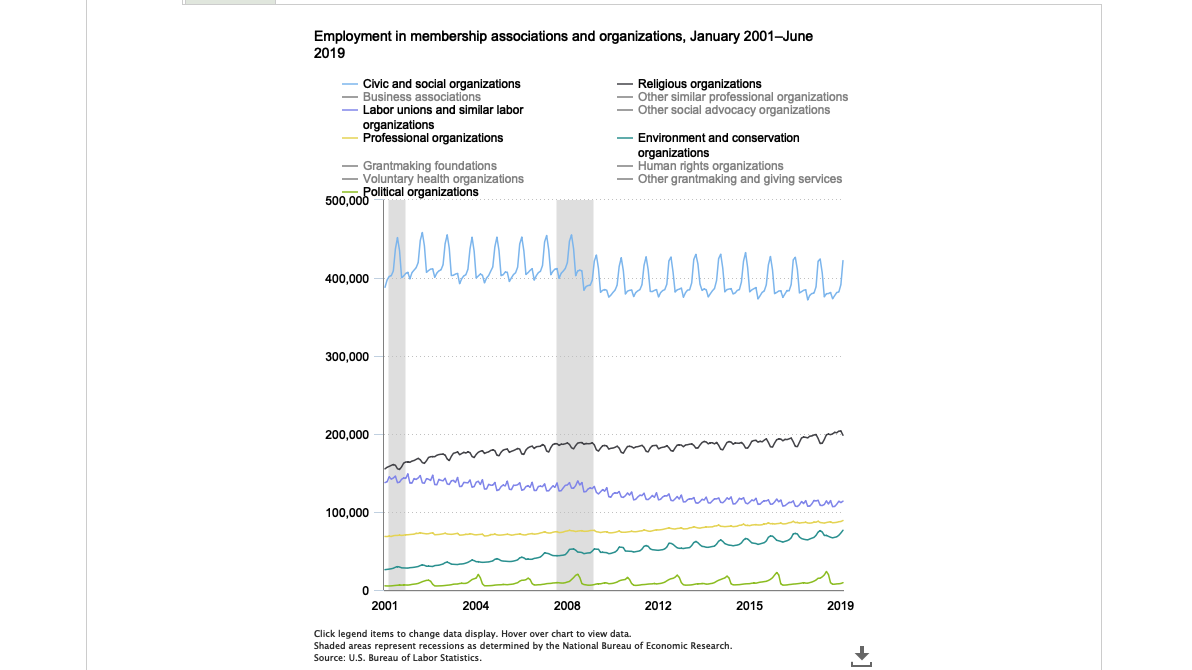 Employment in membership associations and organizations, January 2001–June
2019
Civic and social organizations
Business associations
Labor unions and similar labor
organizations
Professional organizations
Grantmaking foundations
Voluntary health organizations
Political organizations
Religious organizations
Other similar professional organizations
Other social advocacy organizations
Environment and conservation
organizations
Human rights organizations
Other grantmaking and giving services
500,000
400,000
300,000
200,000
100,000
0
2001 2004 2008 2012 2015 2019
Click legend items to change data display. Hover over chart to view data.
Shaded areas represent recessions as determined by the National Bureau of Economic Research.
Source: U.S. Bureau of Labor Statistics.